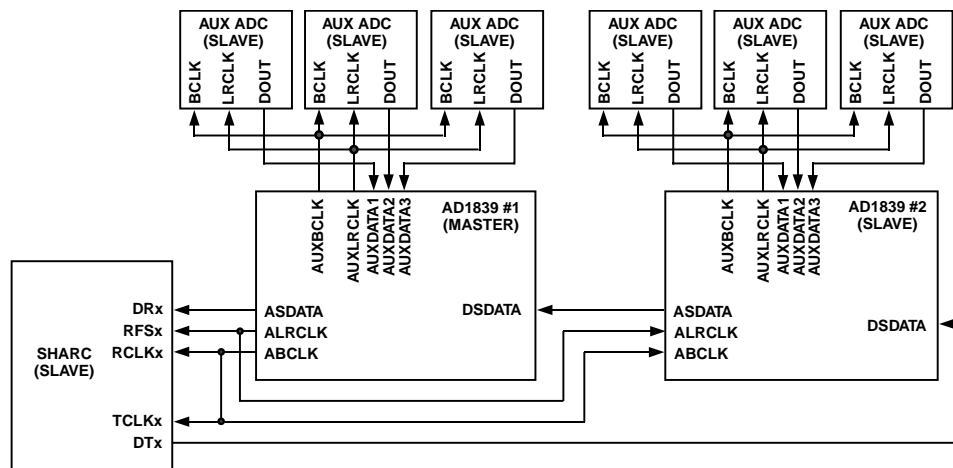 AUX ADC
(SLAVE)
BCLK
LRCLK
DOUT
AUX ADC
(SLAVE)
BCLK
LRCLK
DOUT
AUX ADC
(SLAVE)
BCLK
LRCLK
DOUT
AUX ADC
(SLAVE)
BCLK
LRCLK
DOUT
AUX ADC
(SLAVE)
BCLK
LRCLK
DOUT
AUX ADC
(SLAVE)
BCLK
LRCLK
DOUT
AUXBCLK
AUXLRCLK
AUXDATA1
AUXDATA2
AUXDATA3
AD1839 #1
(MASTER)
ASDATA
ALRCLK
ABCLK
DSDATA
AUXBCLK
AUXLRCLK
AUXDATA1
AUXDATA2
AUXDATA3
AD1839 #2
(SLAVE)
ASDATA
ALRCLK
ABCLK
DSDATA
SHARC
(SLAVE)
DRx
RFSx
RCLKx
TCLKx
DTx